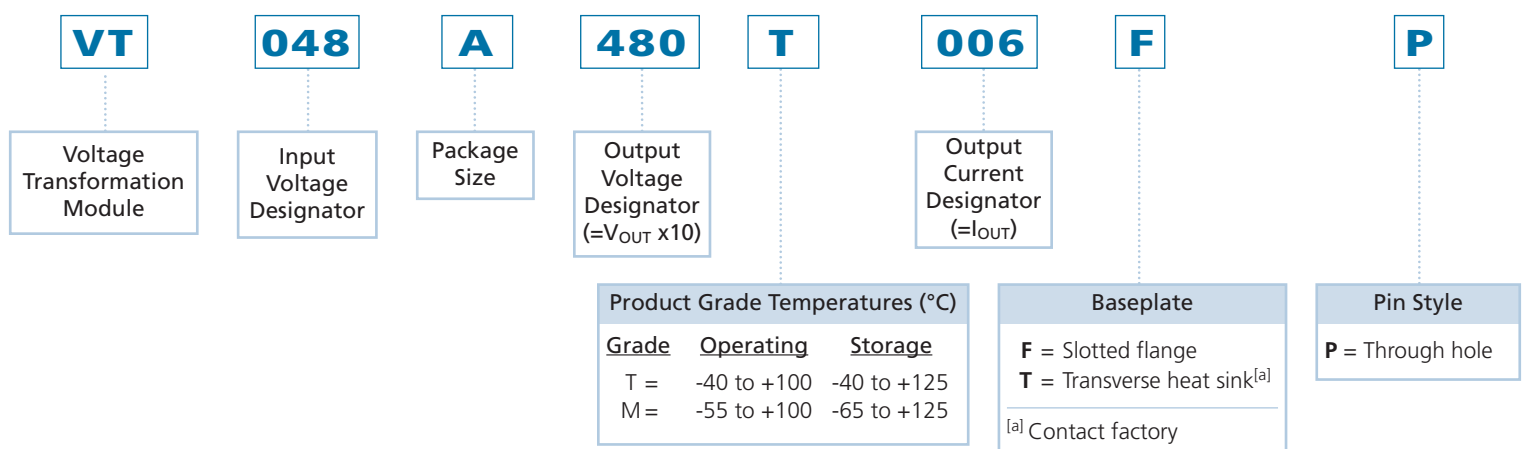 VT 048 A 480 T 006 F P
Voltage
Transformation
Module
Input
Voltage
Designator
Package
Size
Output
Voltage
Designator
(=VOUT x10)
Output
Current
Designator
(=IOUT)
Product Grade Temperatures (°C)
Grade Operating Storage
T = -40 to +100 -40 to +125
M = -55 to +100 -65 to +125
Baseplate
F = Slotted flange
T = Transverse heat sink[a]
[a] Contact factory
Pin Style
P = Through hole